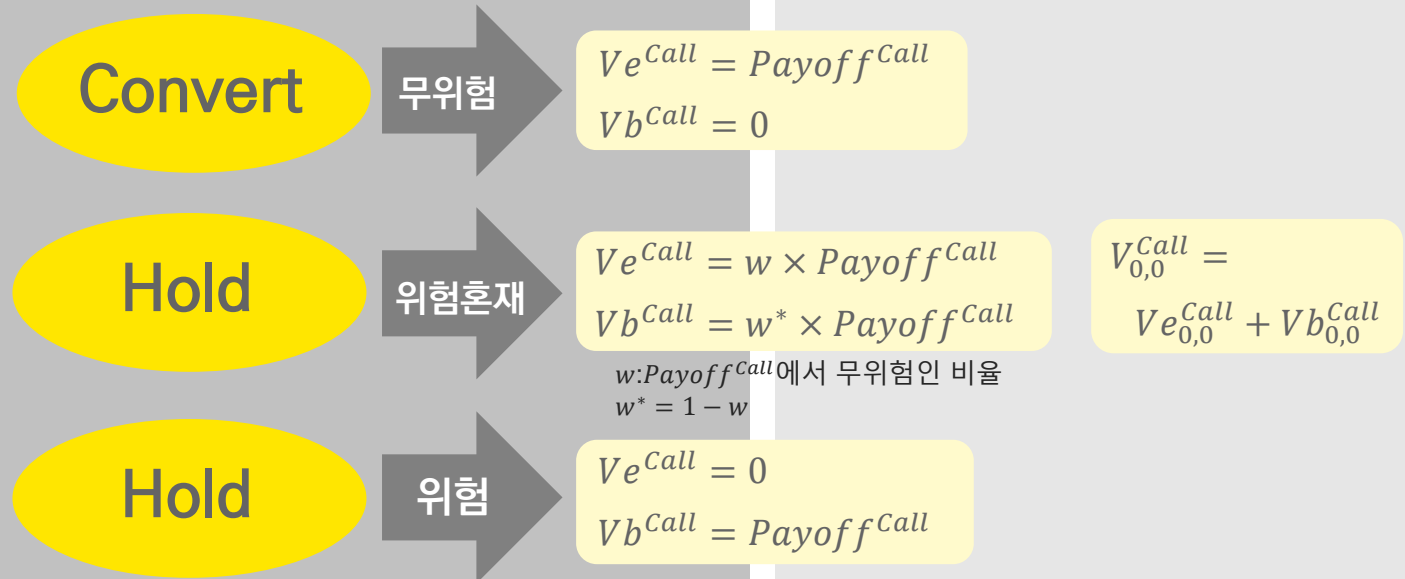 Convert
무위험
Ve^{Call} = Payoff^{Call}
Vb^{Call} = 0
Hold
위험혼재
Ve^{Call} = w × Payoff^{Call}
Vb^{Call} = w^* × Payoff^{Call}
w:Payoff^{Call}에서 무위험인 비율
w^* = 1 − w
V_{0,0}^{Call} =
Ve_{0,0}^{Call} + Vb_{0,0}^{Call}
Hold
위험
Ve^{Call} = 0
Vb^{Call} = Payoff^{Call}